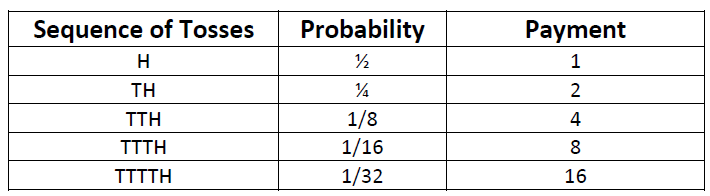 Sequence of Tosses Probability Payment
H ½ 1
TH ¼ 2
TTH 1/8 4
TTTH 1/16 8
TTTTH 1/32 16